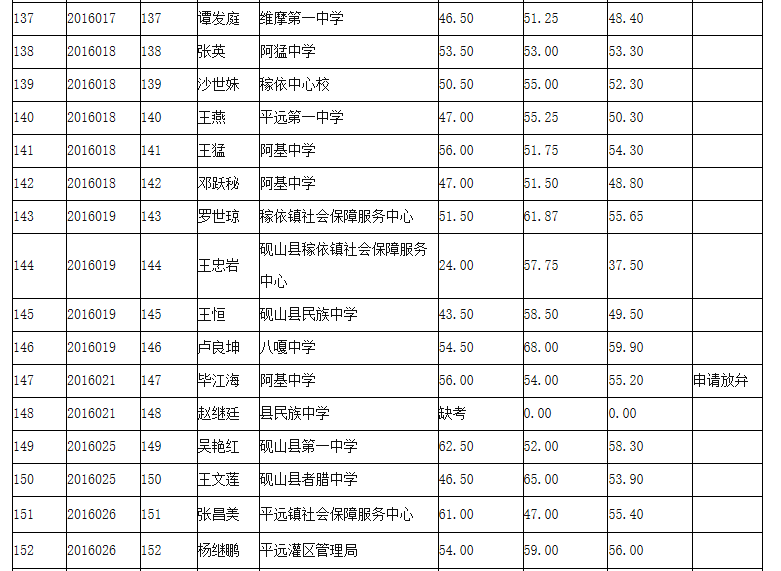 137 2016017 137 谭发庭 维摩第一中学 46.50 51.25 48.40
138 2016018 138 张英 阿猛中学 53.50 53.00 53.30
139 2016018 139 沙世妹 稼依中心校 50.50 55.00 52.30
140 2016018 140 王燕 平远第一中学 47.00 55.25 50.30
141 2016018 141 王猛 阿基中学 56.00 51.75 54.30
142 2016018 142 邓跃秘 阿基中学 47.00 51.50 48.80
143 2016019 143 罗世琼 稼依镇社会保障服务中心 51.50 61.87 55.65
144 2016019 144 王忠岩 砚山县稼依镇社会保障服务
中心 24.00 57.75 37.50
145 2016019 145 王恒 砚山县民族中学 43.50 58.50 49.50
146 2016019 146 卢良坤 八嘎中学 54.50 68.00 59.90
147 2016021 147 毕江海 阿基中学 56.00 54.00 55.20 申请放弃
148 2016021 148 赵继廷 县民族中学 缺考 0.00 0.00
149 2016025 149 吴艳红 砚山县第一中学 62.50 52.00 58.30
150 2016025 150 王文莲 砚山县者腊中学 46.50 65.00 53.90
151 2016026 151 张昌美 平远镇社会保障服务中心 61.00 47.00 55.40
152 2016026 152 杨继鹏 平远灌区管理局 54.00 59.00 56.00